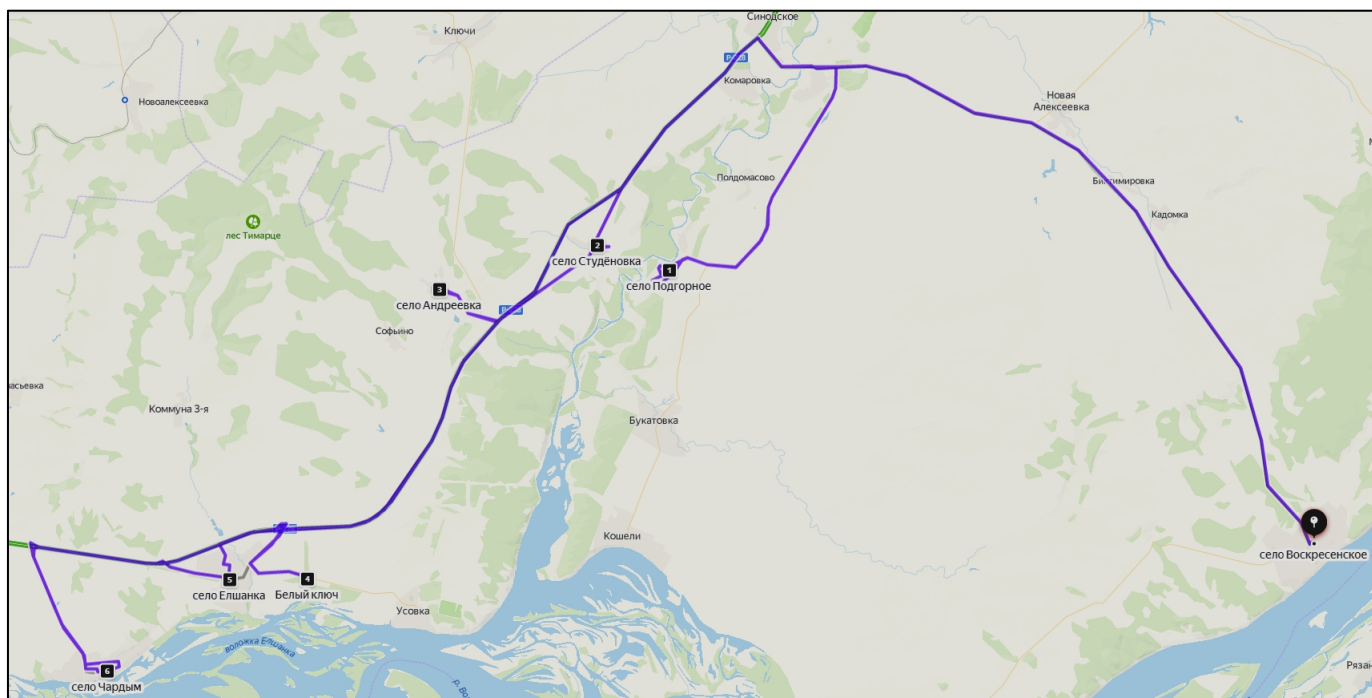 Синодское
Ключи
Комаровка
Новоалексеевка
Новая
Алексеевка
Полдомасово
Кадомка
лес Тимарце
2
село Студёновка
1
село Подгорное
3
село Андреевка
Софьино
насьевка
Коммуна 3-я
Букатовка
Кошели
село Воскресенское
5
село Елшанка
4
Белый ключ
Усовка
воложка Елшанка
6
село Чардым
Рязан